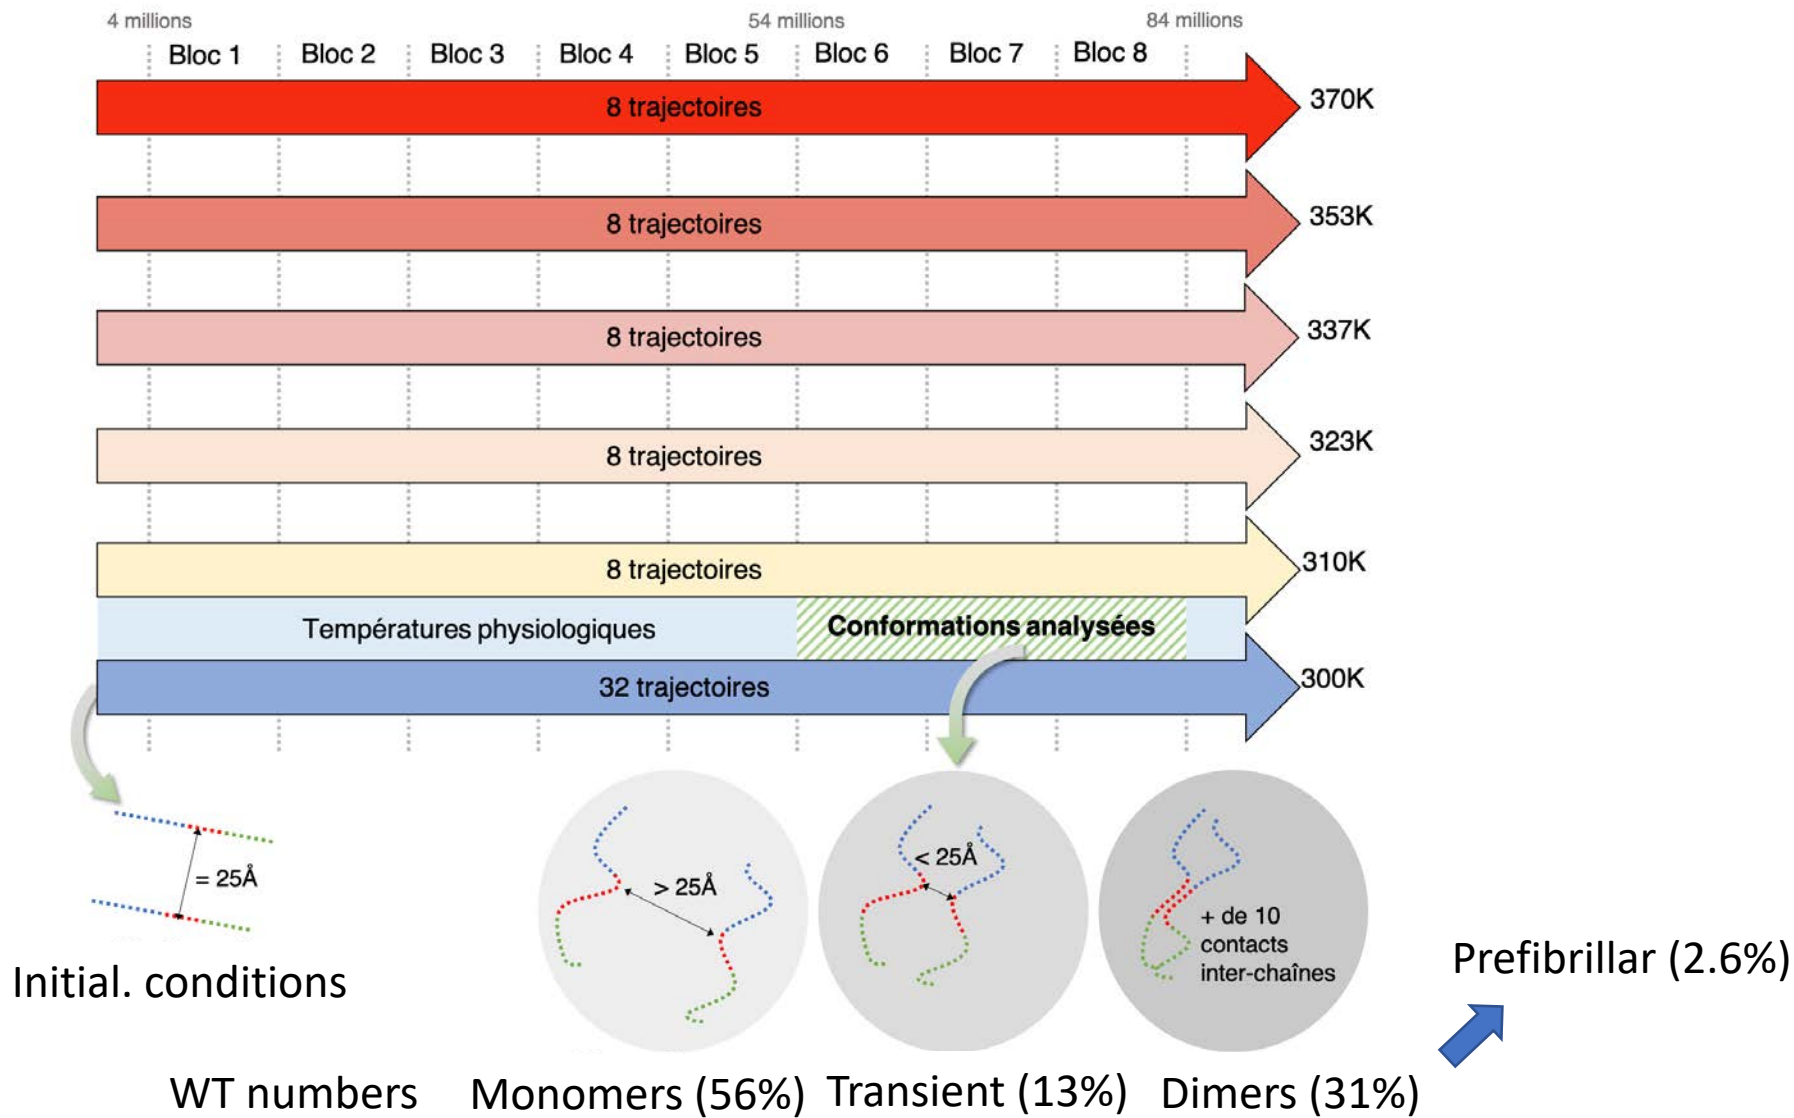 4 millions 54 millions 84 millions
Bloc 1 Bloc 2 Bloc 3 Bloc 4 Bloc 5 Bloc 6 Bloc 7 Bloc 8
8 trajectoires 370K
8 trajectoires 353K
8 trajectoires 337K
8 trajectoires 323K
8 trajectoires 310K
Températures physiologiques Conformations analysées
32 trajectoires 300K
= 25Å
> 25Å
< 25Å
+ de 10
contacts
inter-chaînes
Initial. conditions
Prefibrillar (2.6%)
WT numbers Monomers (56%) Transient (13%) Dimers (31%)